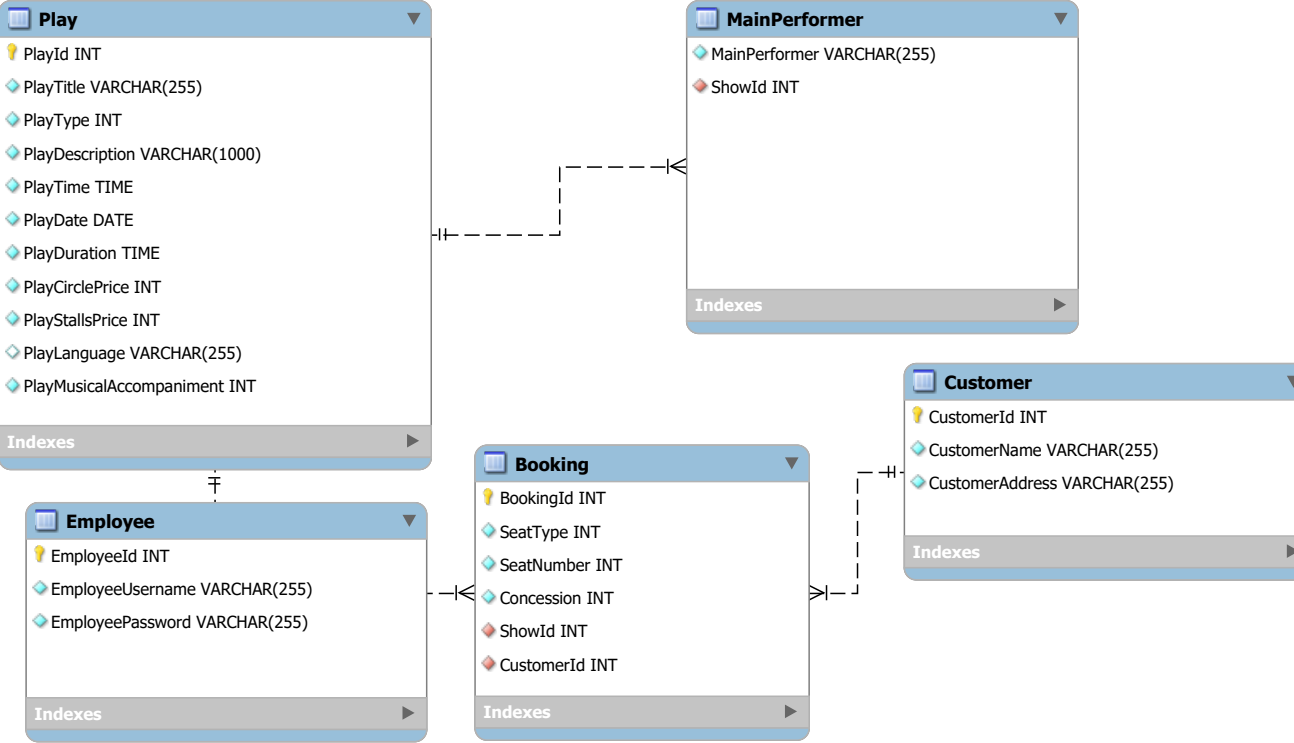 Play
PlayId INT
PlayTitle VARCHAR(255)
PlayType INT
PlayDescription VARCHAR(1000)
PlayTime TIME
PlayDate DATE
PlayDuration TIME
PlayCirclePrice INT
PlayStallsPrice INT
PlayLanguage VARCHAR(255)
PlayMusicalAccompaniment INT
Indexes
MainPerformer
MainPerformer VARCHAR(255)
ShowId INT
Indexes
Employee
EmployeeId INT
EmployeeUsername VARCHAR(255)
EmployeePassword VARCHAR(255)
Indexes
Booking
BookingId INT
SeatType INT
SeatNumber INT
Concession INT
ShowId INT
CustomerId INT
Indexes
Customer
CustomerId INT
CustomerName VARCHAR(255)
CustomerAddress VARCHAR(255)
Indexes